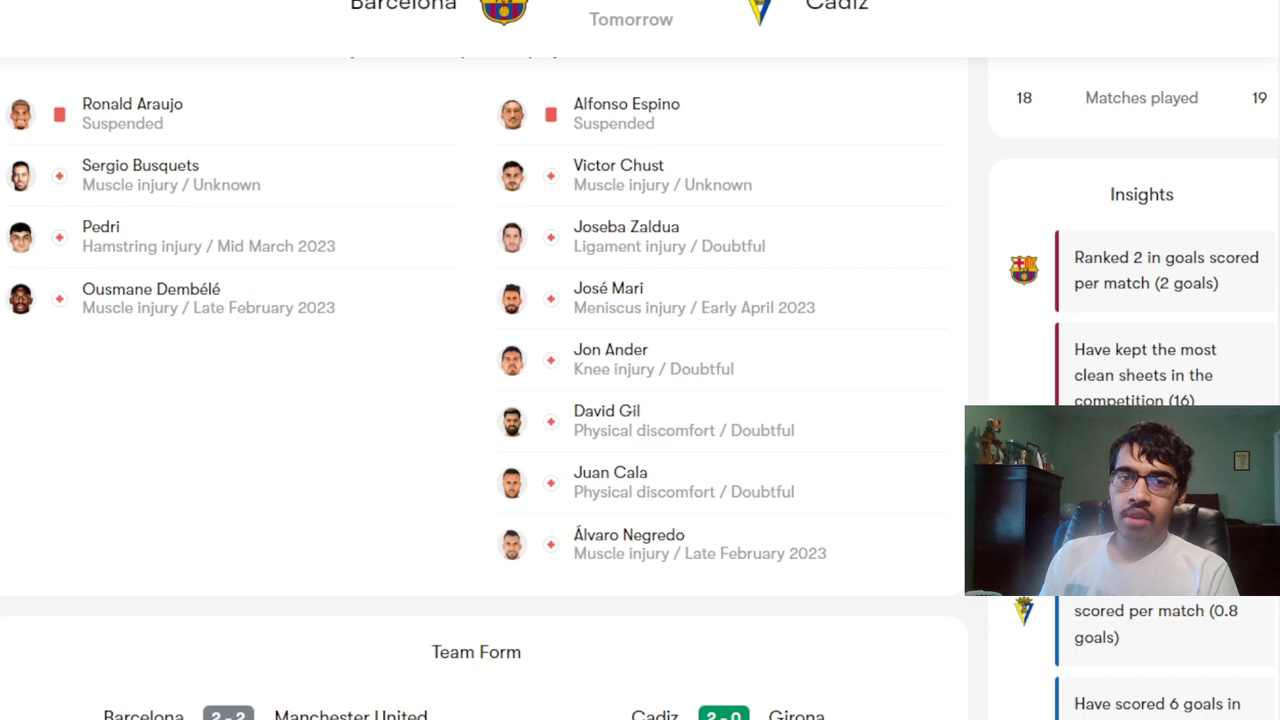 Barcelona
Cadiz
Tomorrow
Ronald Araujo
Suspended
Sergio Busquets
Muscle injury / Unknown
Pedri
Hamstring injury / Mid March 2023
Ousmane Dembélé
Muscle injury / Late February 2023
Alfonso Espino
Suspended
Victor Chust
Muscle injury / Unknown
Joseba Zaldua
Ligament injury / Doubtful
José Mari
Meniscus injury / Early April 2023
Jon Ander
Knee injury / Doubtful
David Gil
Physical discomfort / Doubtful
Juan Cala
Physical discomfort / Doubtful
Álvaro Negredo
Muscle injury / Late February 2023
18 Matches played 19
Insights
Ranked 2 in goals scored
per match (2 goals)
Have kept the most
clean sheets in the
competition (16)
scored per match (0.8
goals)
Have scored 6 goals in
Team Form
Barcelona 2 - 2 Manchester United
Cadiz 2 - 0 Girona